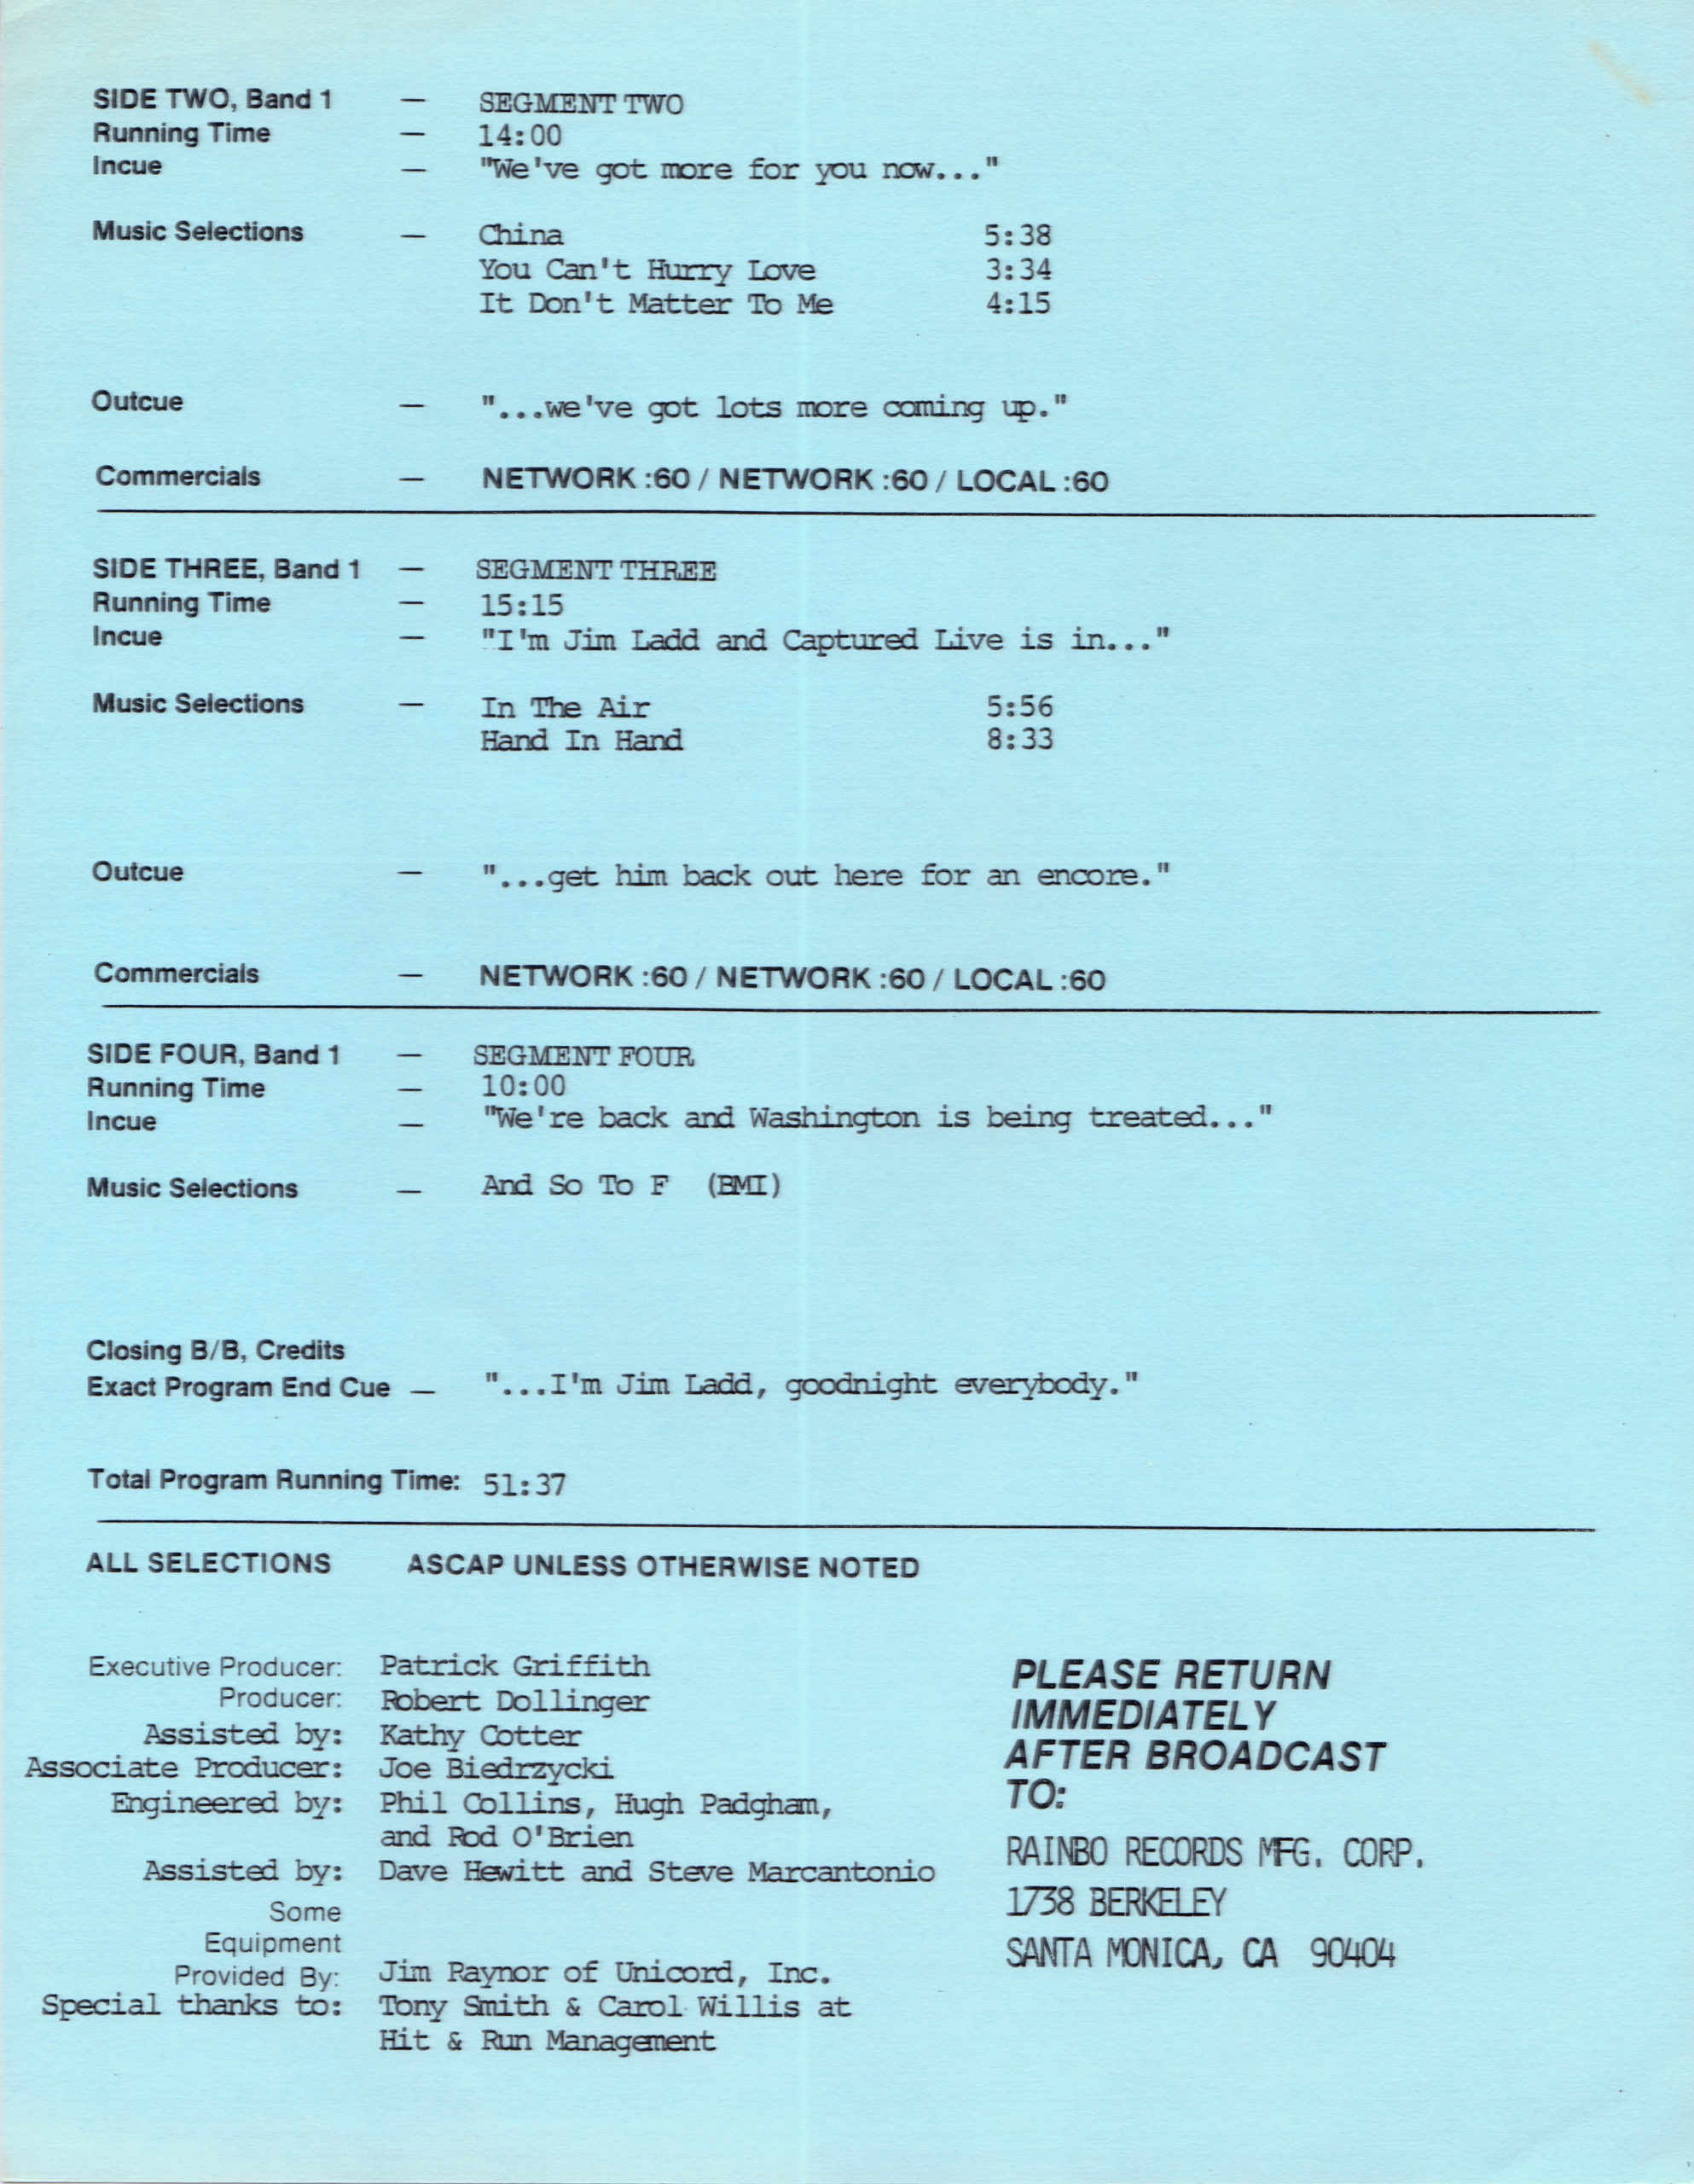 SIDE TWO, Band 1 — SEGMENT TWO
Running Time — 14:00
Incue — "We've got more for you now..."
Music Selections — China 5:38
You Can't Hurry Love 3:34
It Don't Matter To Me 4:15
Outcue — "...we've got lots more coming up."
Commercials — NETWORK :60 / NETWORK :60 / LOCAL :60
SIDE THREE, Band 1 — SEGMENT THREE
Running Time — 15:15
Incue — "I'm Jim Ladd and Captured Live is in..."
Music Selections — In The Air 5:56
Hand In Hand 8:33
Outcue — "...get him back out here for an encore."
Commercials — NETWORK :60 / NETWORK :60 / LOCAL :60
SIDE FOUR, Band 1 — SEGMENT FOUR
Running Time — 10:00
Incue — "We're back and Washington is being treated..."
Music Selections — And So To F (BMI)
Closing B/B, Credits
Exact Program End Cue — "...I'm Jim Ladd, goodnight everybody."
Total Program Running Time: 51:37
ALL SELECTIONS ASCAP UNLESS OTHERWISE NOTED
Executive Producer: Patrick Griffith
Producer: Robert Dollinger
Assisted by: Kathy Cotter
Associate Producer: Joe Biedrzycki
Engineered by: Phil Collins, Hugh Padgham,
and Rod O'Brien
Assisted by: Dave Hewitt and Steve Marcantonio
Some
Equipment
Provided By: Jim Raynor of Unicord, Inc.
Special thanks to: Tony Smith & Carol Willis at
Hit & Run Management
PLEASE RETURN
IMMEDIATELY
AFTER BROADCAST
TO:
RAINBO RECORDS MFG. CORP.
1738 BERKELEY
SANTA MONICA, CA 90404